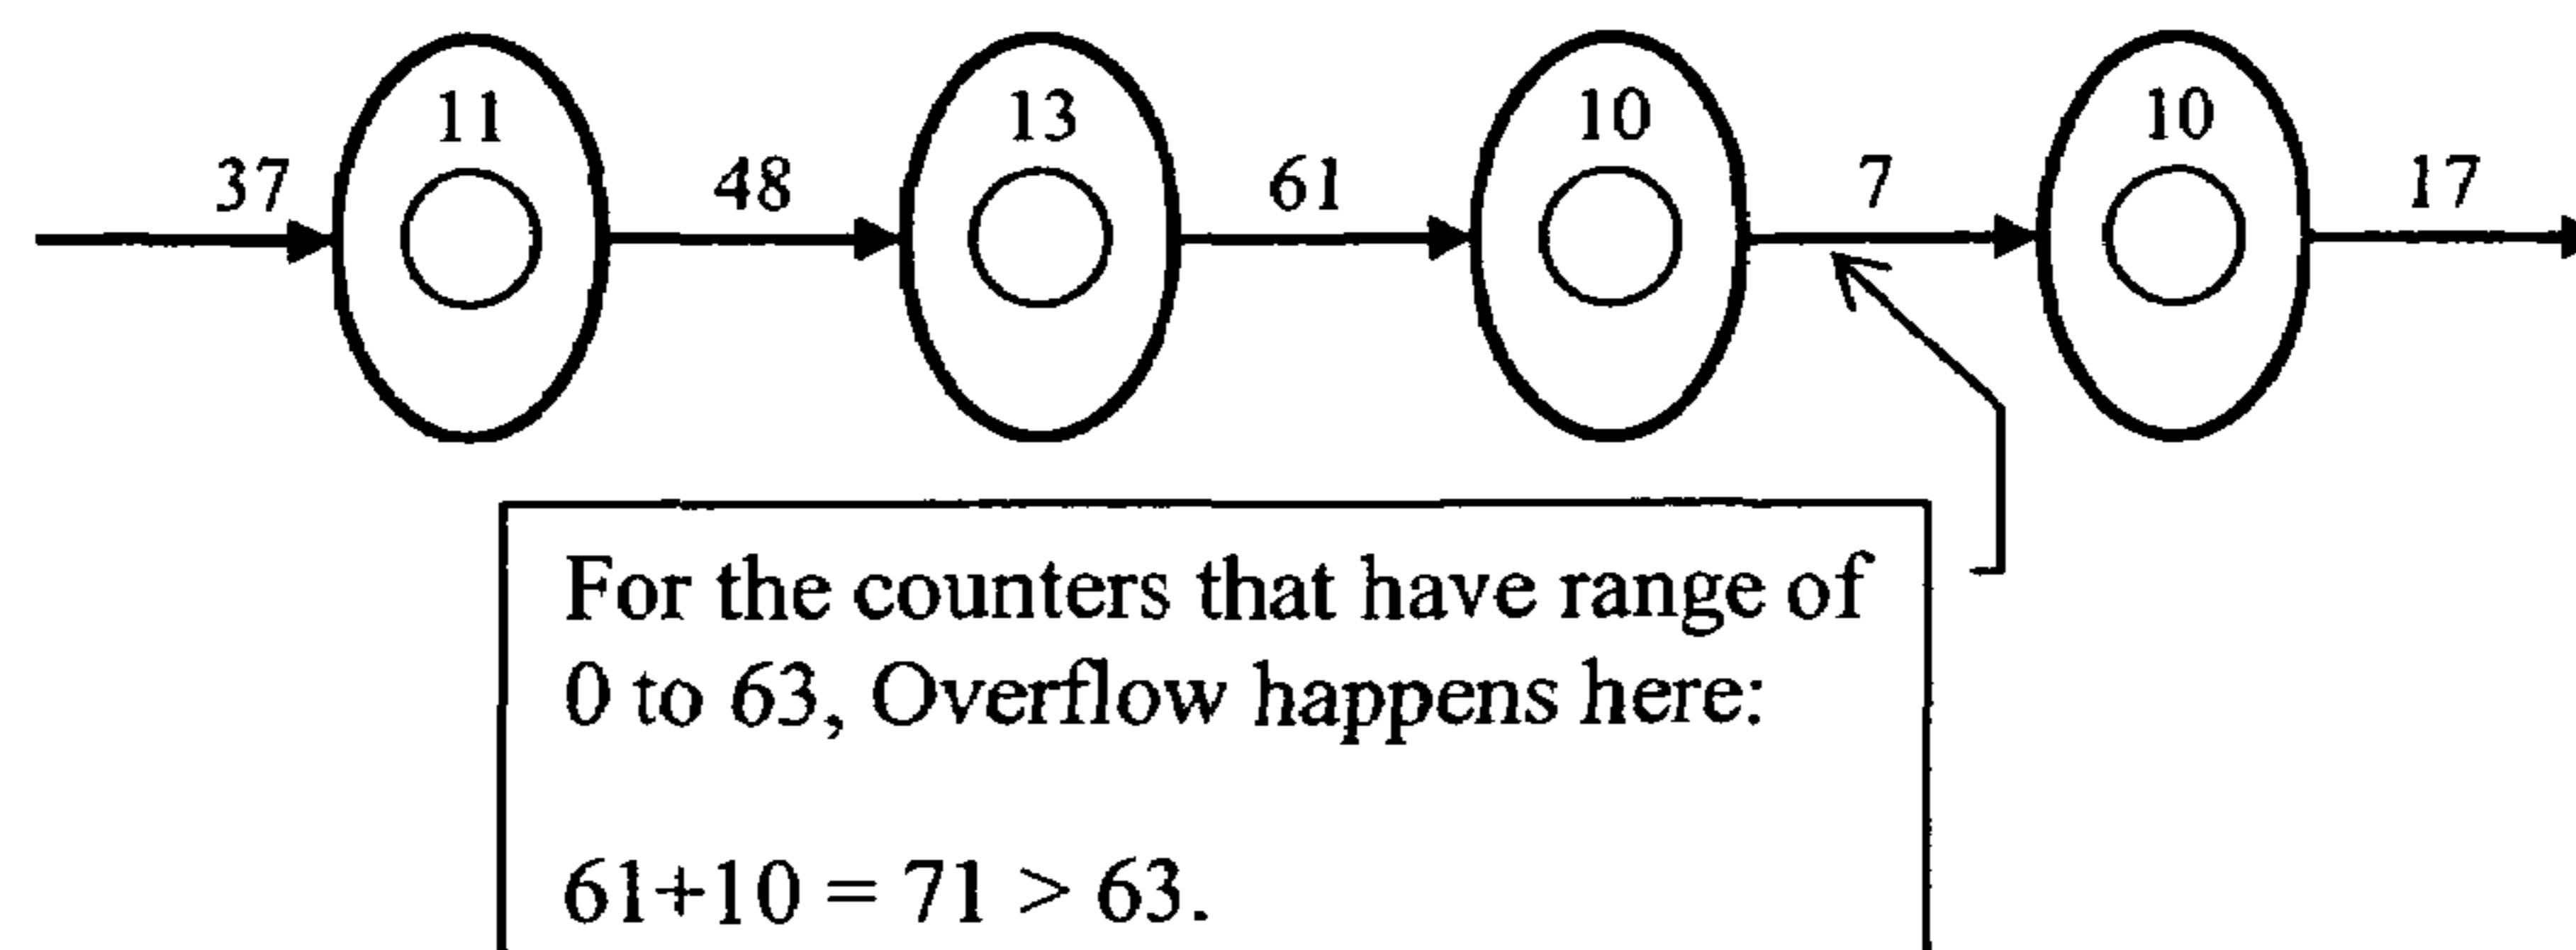 11 13 10 10
37 48 61 7 17
For the counters that have range of
0 to 63, Overflow happens here:
61+10 = 71 > 63.